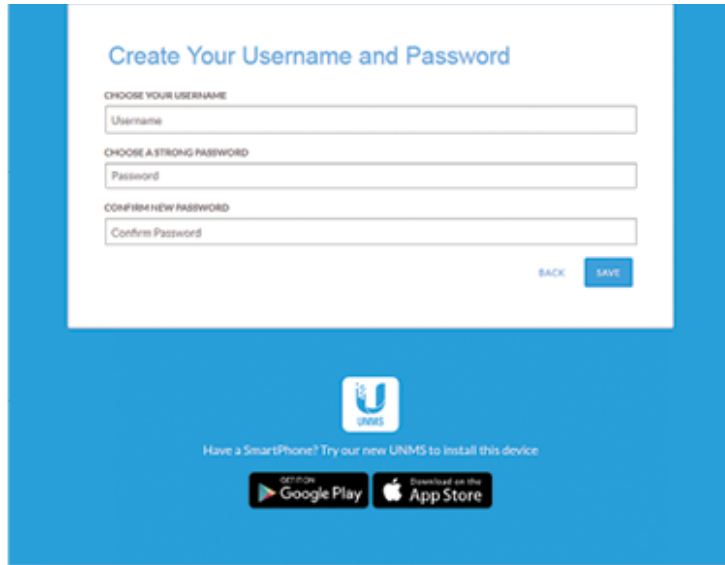 Create Your Username and Password
CHOOSE YOUR USERNAME
Username
CHOOSE A STRONG PASSWORD
Password
CONFIRM NEW PASSWORD
Confirm Password
BACK
SAVE
UNMS
Have a SmartPhone? Try our new UNMS to install this device
GET IT ON
Google Play
Download on the
App Store